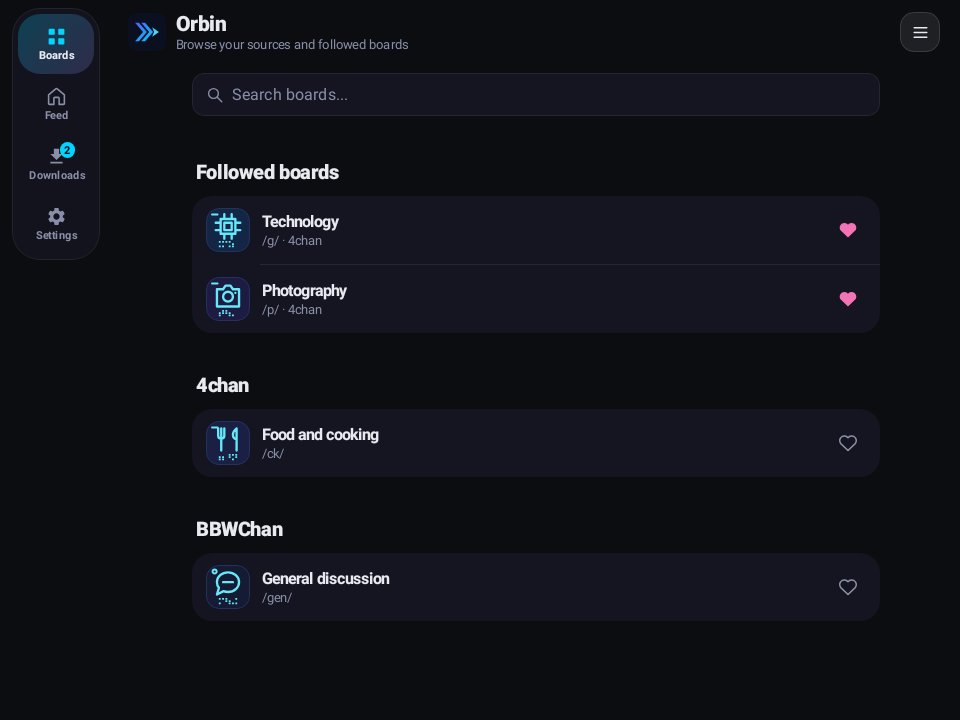 Orbin
Browse your sources and followed boards
Boards
Feed
2
Downloads
Settings
Search boards...
Followed boards
Technology
/g/ · 4chan
Photography
/p/ · 4chan
4chan
Food and cooking
/ck/
BBWChan
General discussion
/gen/